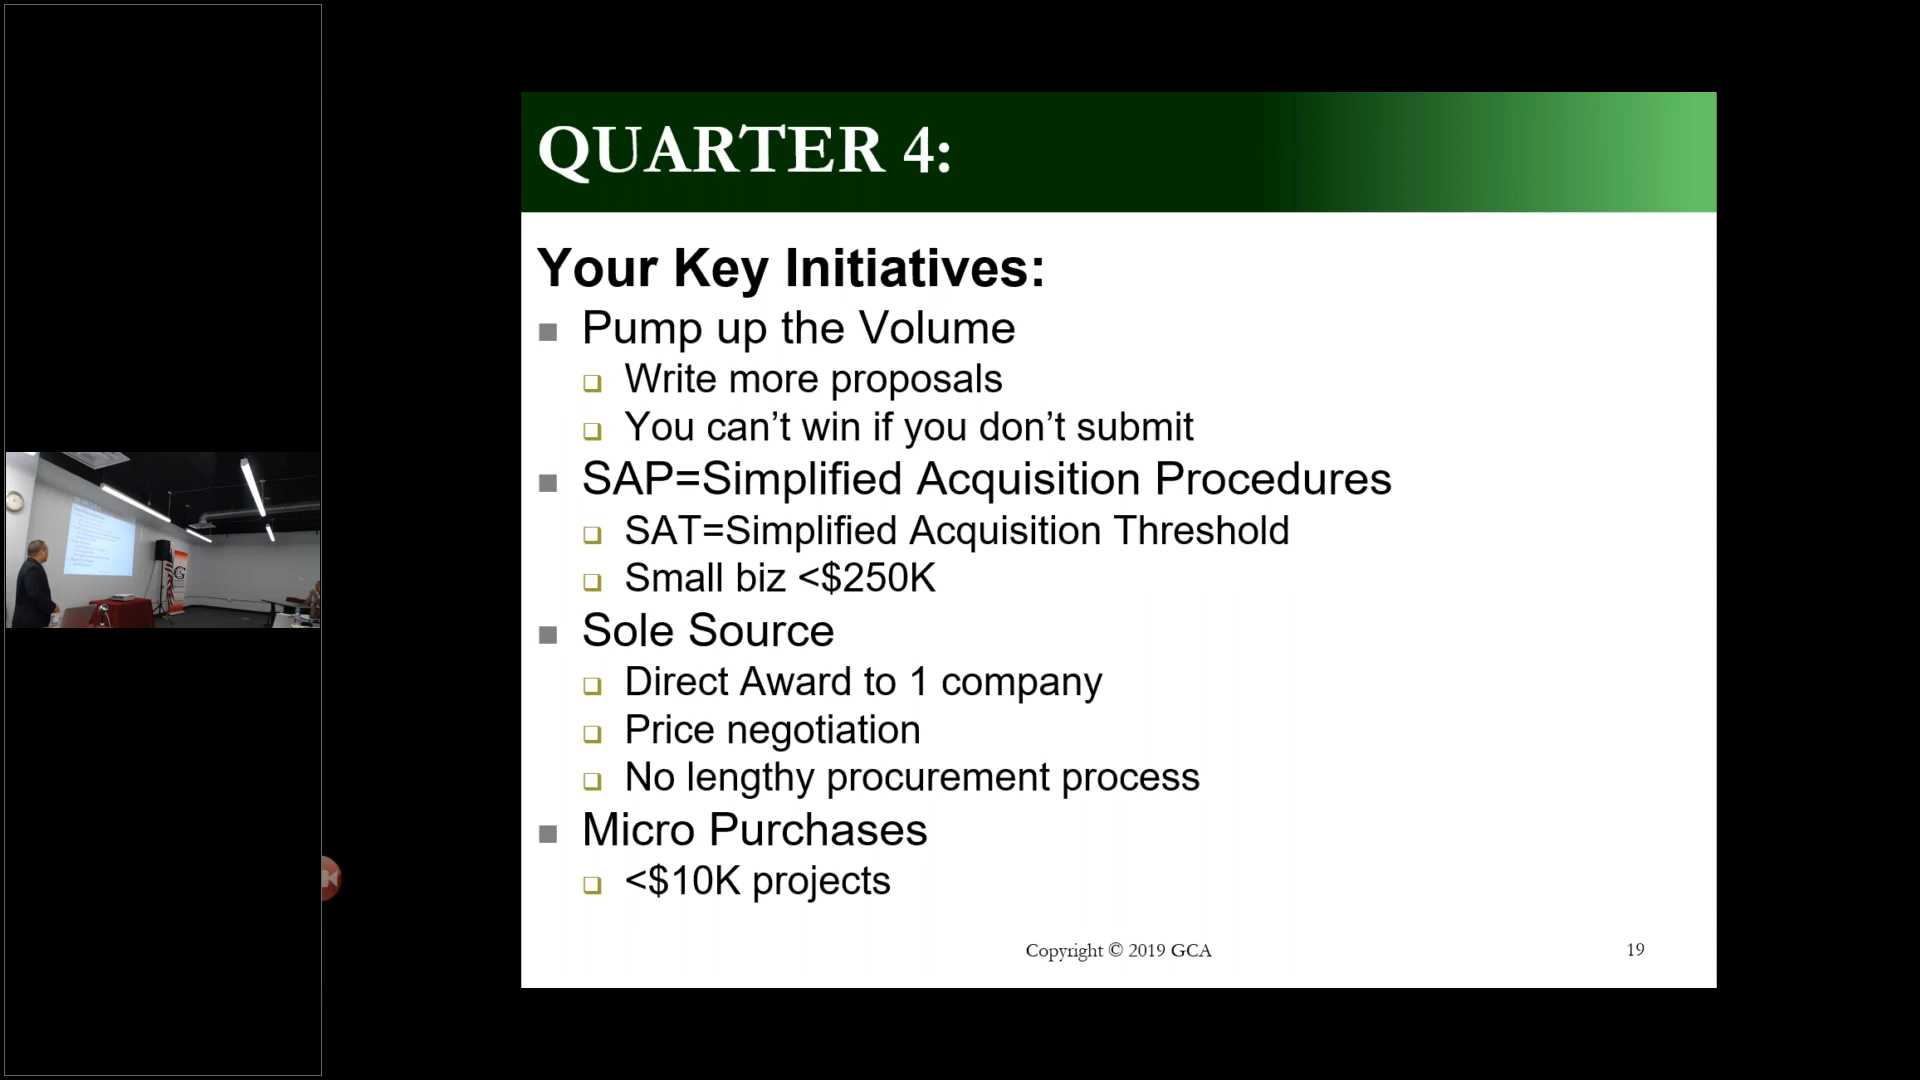 QUARTER 4:
Your Key Initiatives:
Pump up the Volume
Write more proposals
You can’t win if you don’t submit
SAP=Simplified Acquisition Procedures
SAT=Simplified Acquisition Threshold
Small biz <$250K
Sole Source
Direct Award to 1 company
Price negotiation
No lengthy procurement process
Micro Purchases
<$10K projects
Copyright © 2019 GCA
19